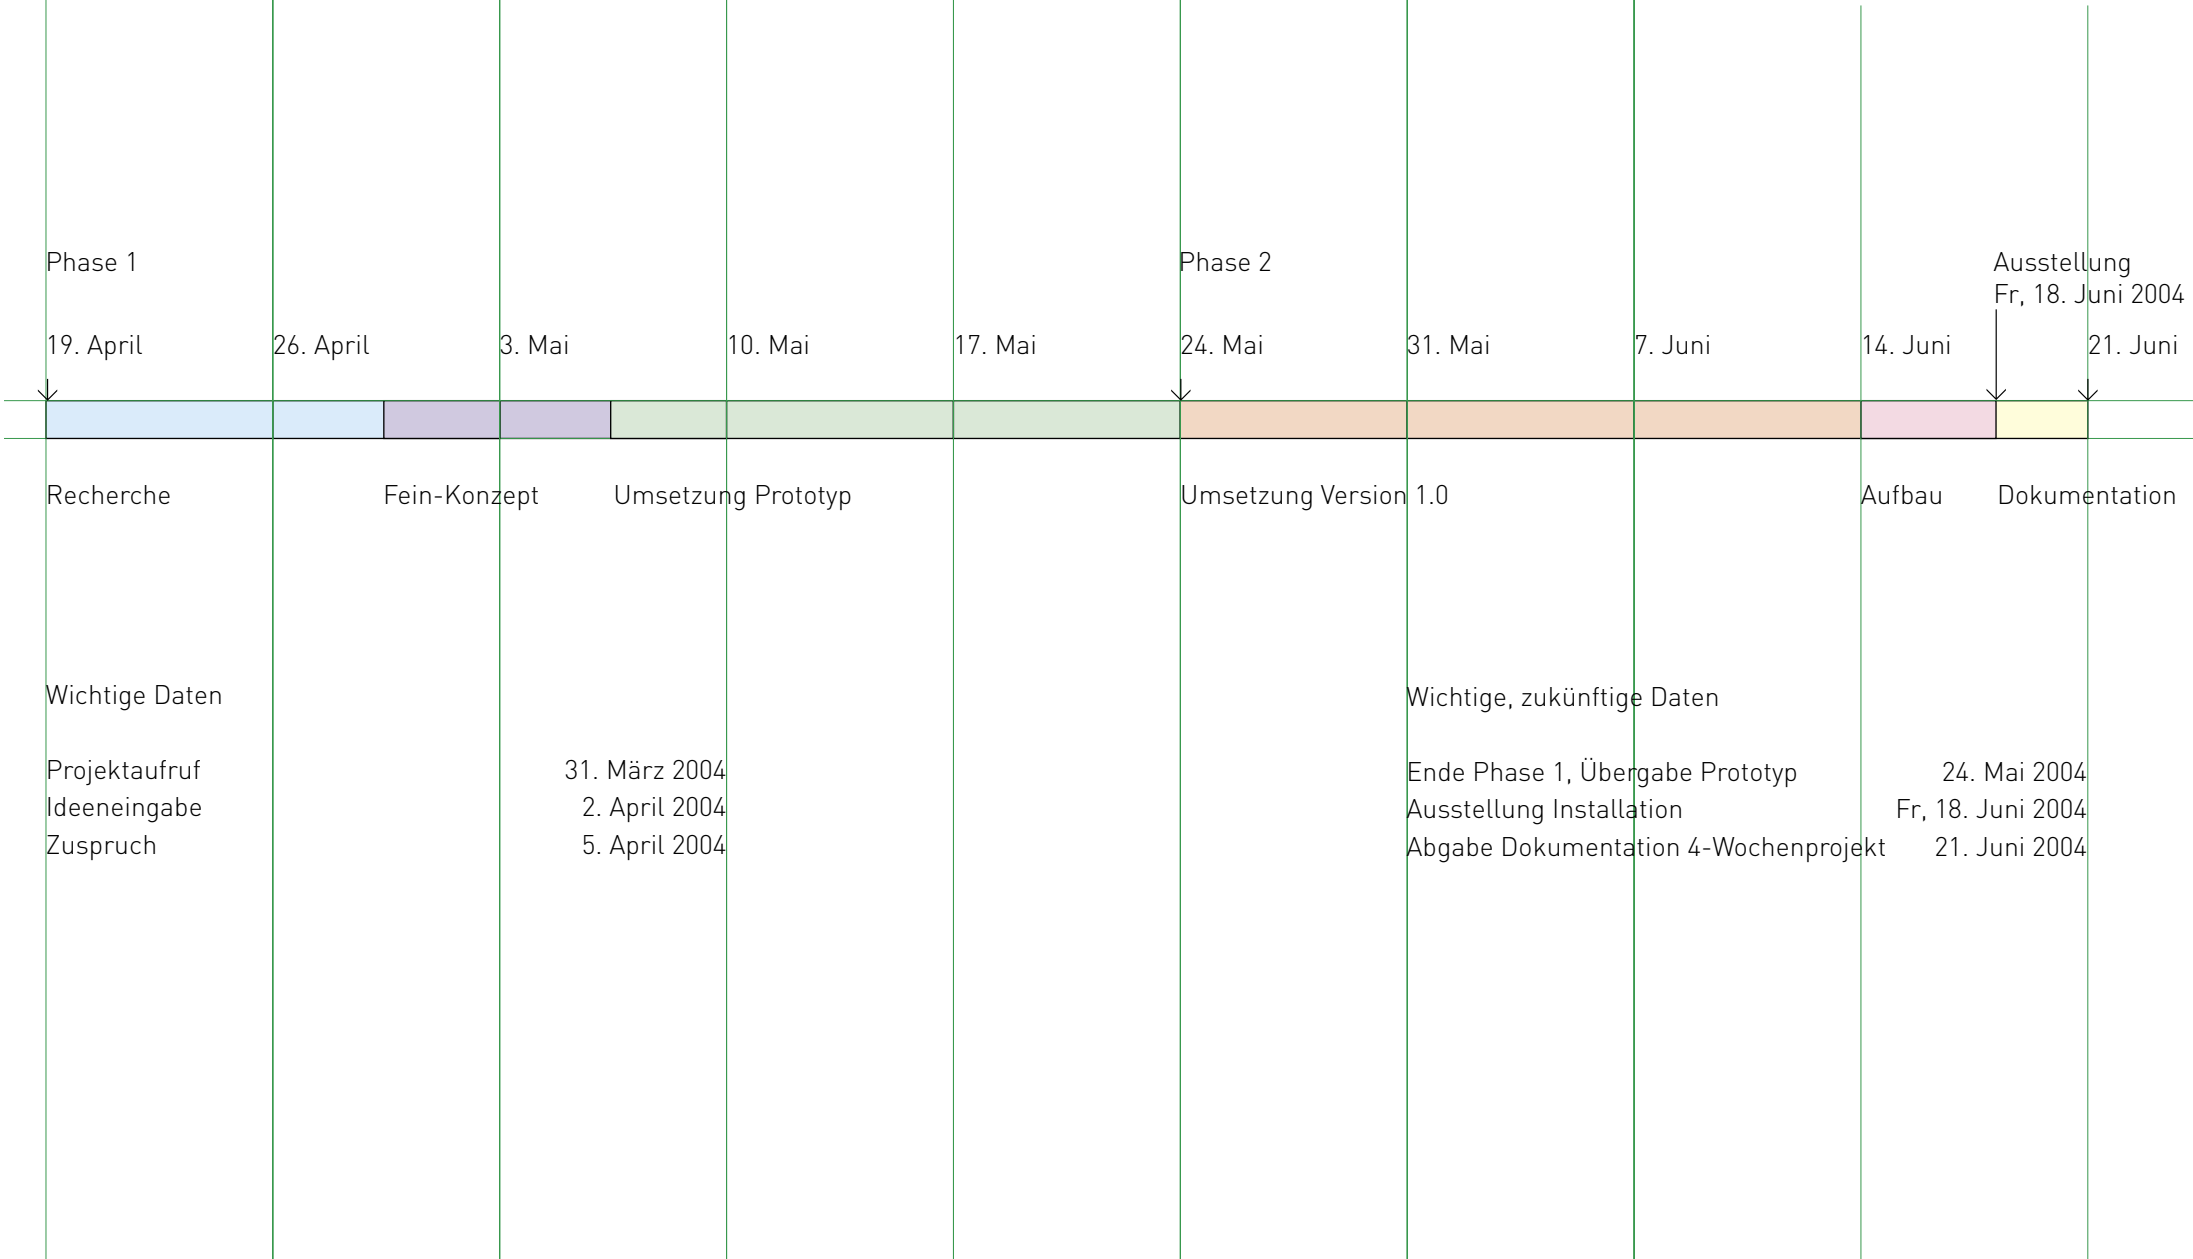 Phase 1
Phase 2
Ausstellung
Fr, 18. Juni 2004
19. April
26. April
3. Mai
10. Mai
17. Mai
24. Mai
31. Mai
7. Juni
14. Juni
21. Juni
Recherche
Fein-Konzept
Umsetzung Prototyp
Umsetzung Version 1.0
Aufbau
Dokumentation
Wichtige Daten
Projektaufruf 31. März 2004
Ideeneingabe 2. April 2004
Zuspruch 5. April 2004
Wichtige, zukünftige Daten
Ende Phase 1, Übergabe Prototyp 24. Mai 2004
Ausstellung Installation Fr, 18. Juni 2004
Abgabe Dokumentation 4-Wochenprojekt 21. Juni 2004